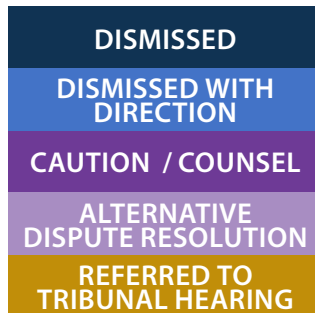 DISMISSED
DISMISSED WITH
DIRECTION
CAUTION / COUNSEL
ALTERNATIVE
DISPUTE RESOLUTION
REFERRED TO
TRIBUNAL HEARING